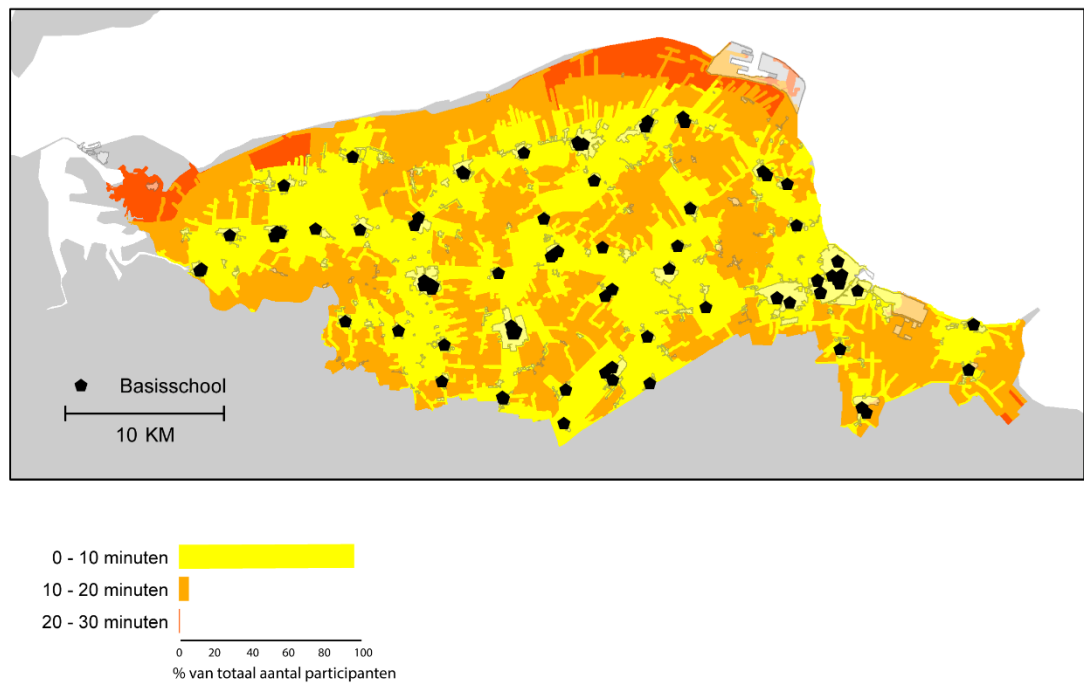 Basisschool
10 KM
0 - 10 minuten
10 - 20 minuten
20 - 30 minuten
0 20 40 60 80 100
% van totaal aantal participanten